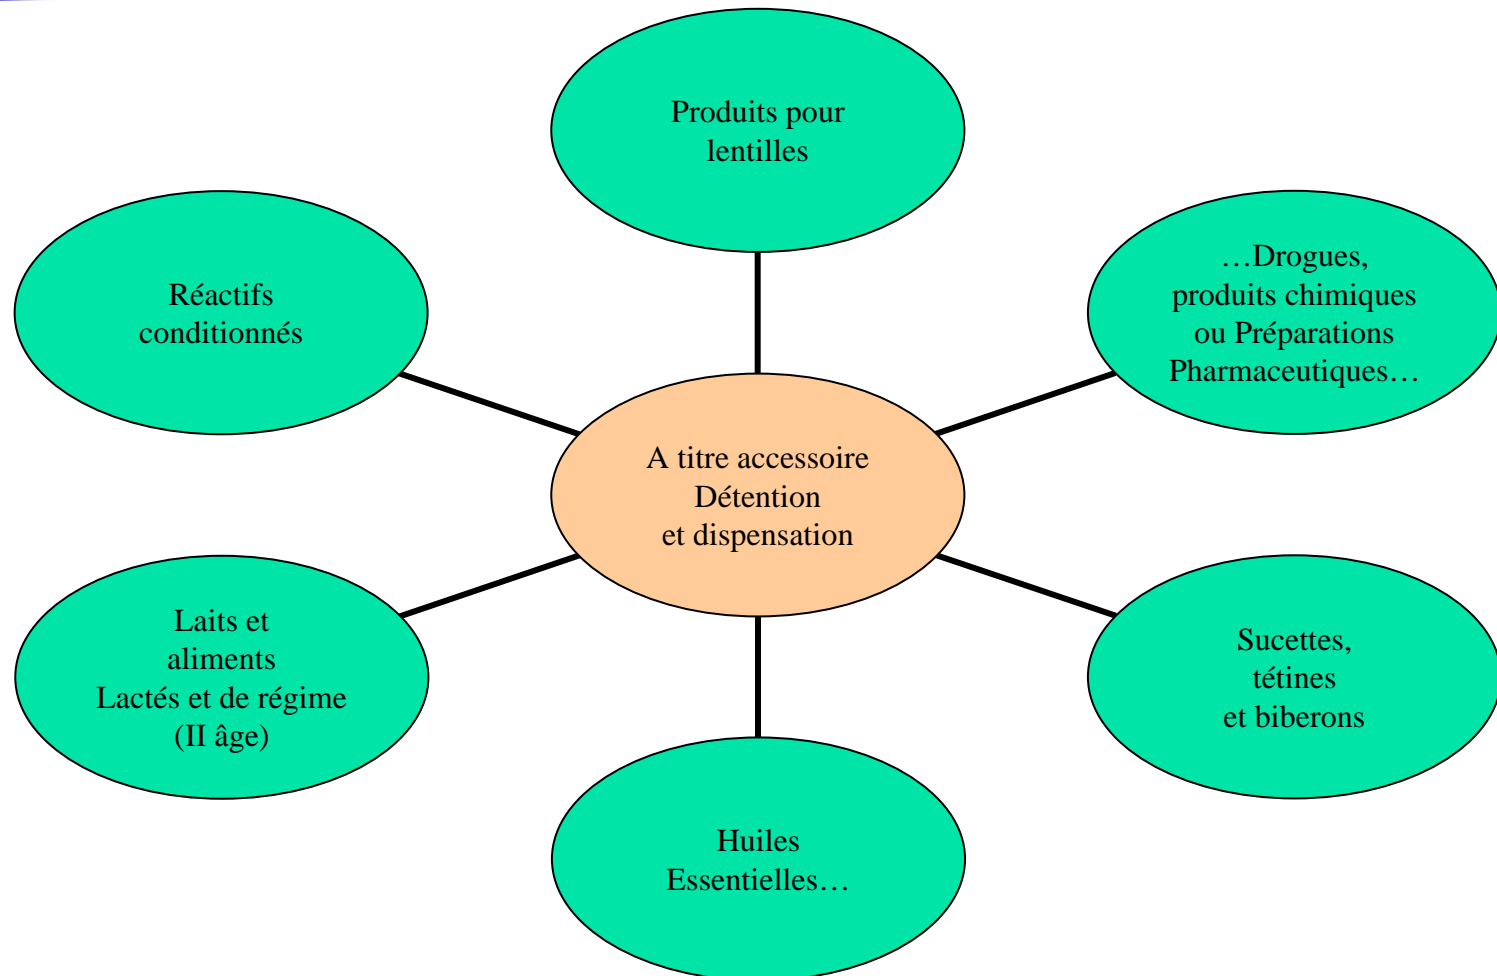 Produits pour
lentilles
…Drogues,
produits chimiques
ou Préparations
Pharmaceutiques…
Réactifs
conditionnés
A titre accessoire
Détention
et dispensation
Laits et
aliments
Lactés et de régime
(II âge)
Sucettes,
tétines
et biberons
Huiles
Essentielles…